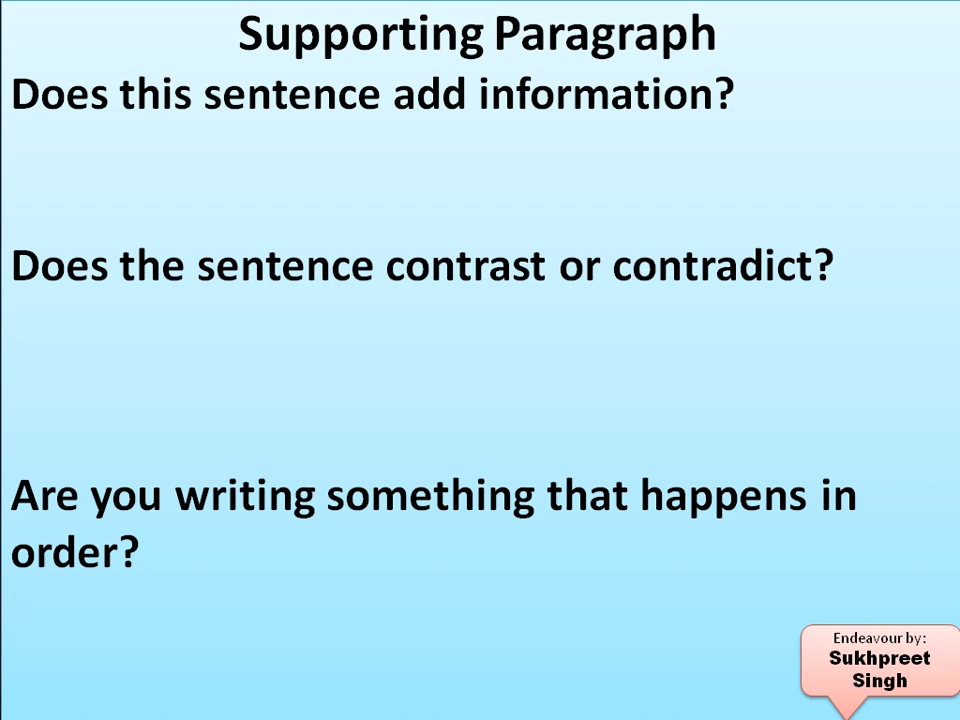 Supporting Paragraph
Does this sentence add information?
Does the sentence contrast or contradict?
Are you writing something that happens in
order?
Endeavour by:
Sukhpreet
Singh